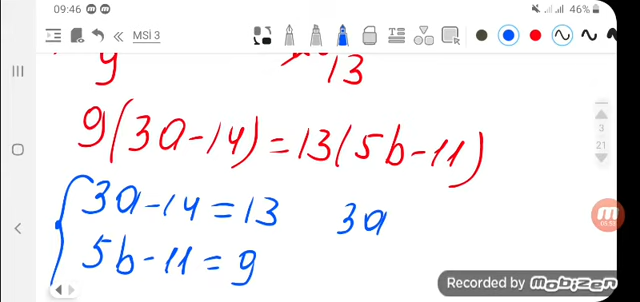 09:46 46%
MSİ 3
y 13
9(3a-14)=13(5b-11)
3
21
3a-14=13 3a
5b-11=9
Recorded by mobizen